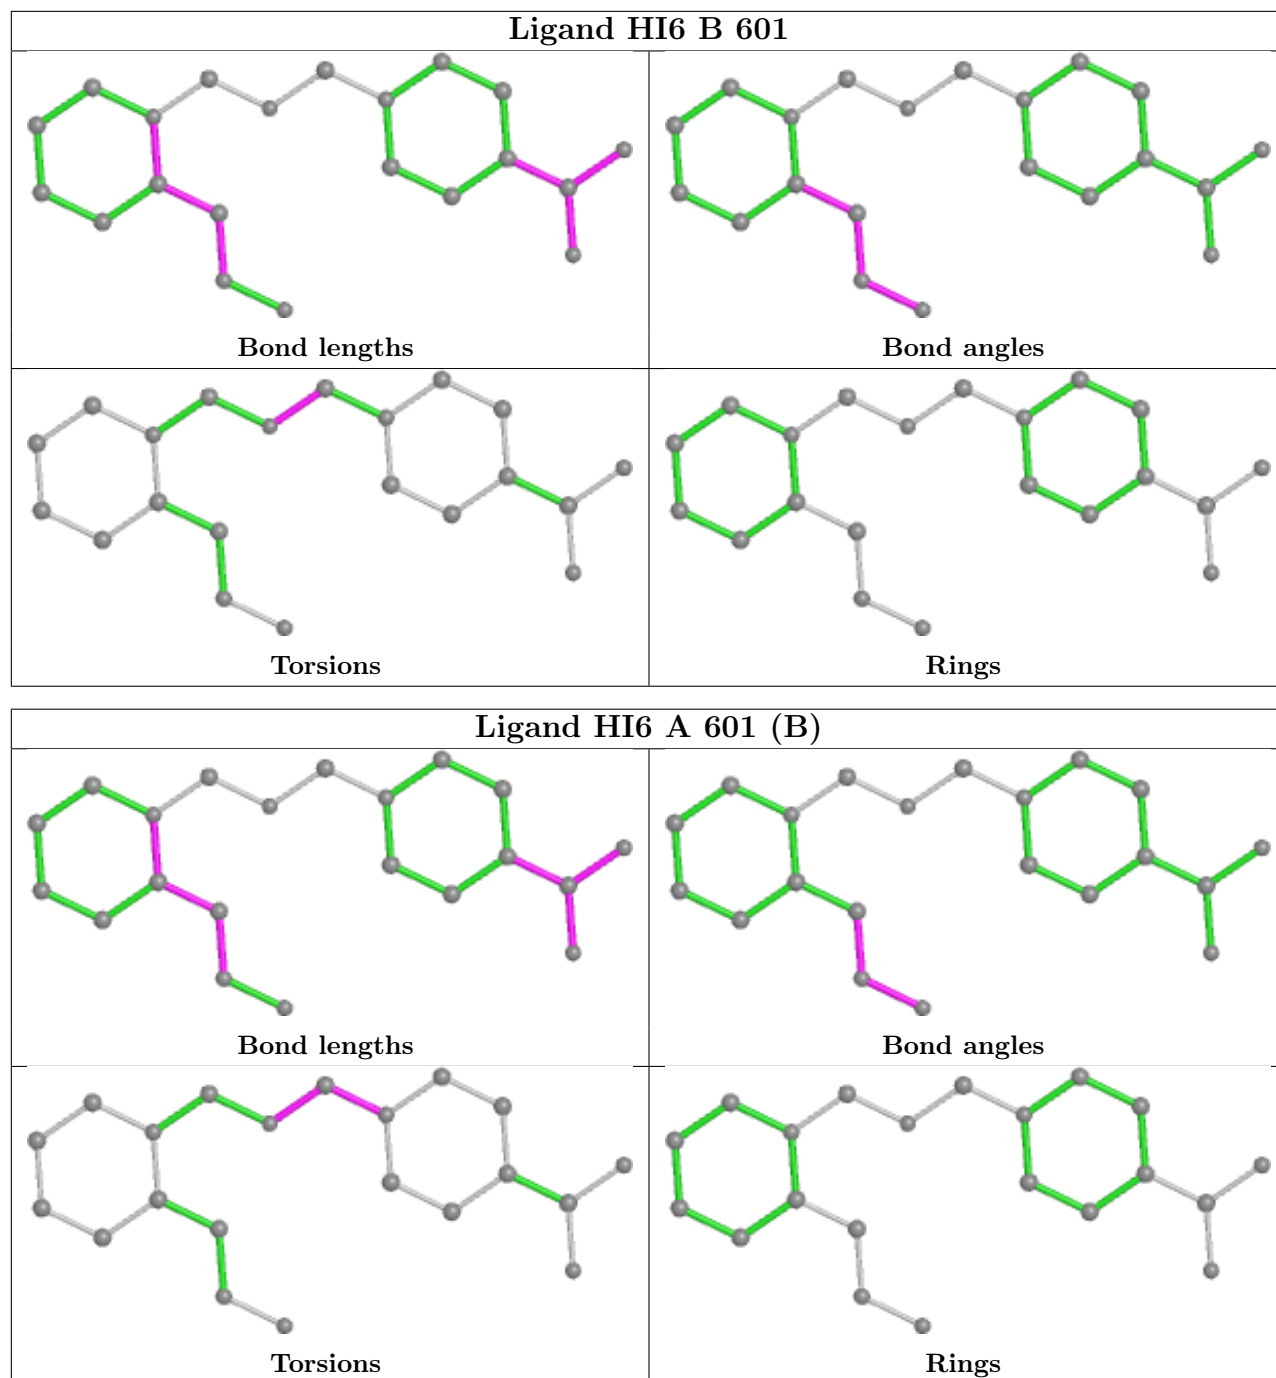 Ligand HI6 B 601
Bond lengths
Bond angles
Torsions
Rings
Ligand HI6 A 601 (B)
Bond lengths
Bond angles
Torsions
Rings